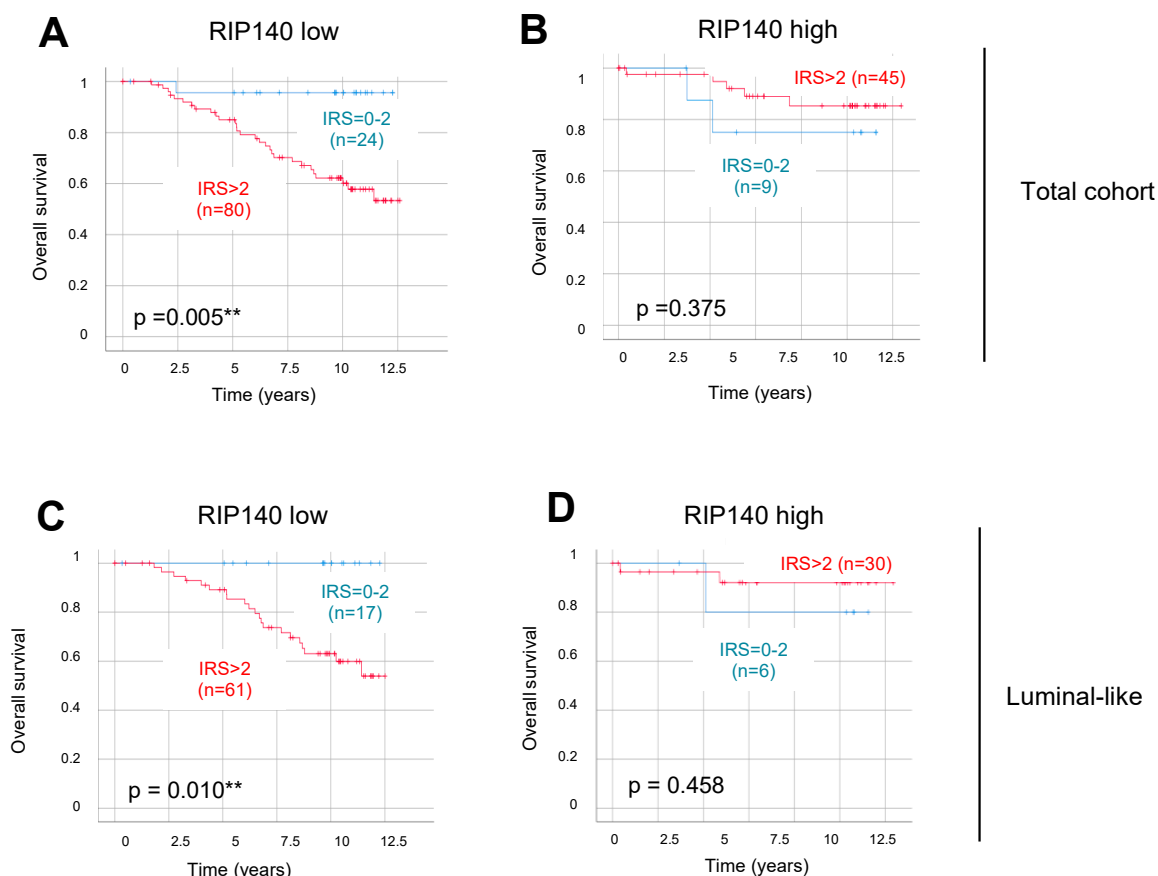 A
RIP140 low
1
0.8
0.6
0.4
0.2
0
Overall survival
IRS=0-2
(n=24)
IRS>2
(n=80)
p =0.005**
0 2.5 5 7.5 10 12.5
Time (years)
B
RIP140 high
1
0.8
0.6
0.4
0.2
0
Overall survival
IRS>2 (n=45)
IRS=0-2
(n=9)
p =0.375
0 2.5 5 7.5 10 12.5
Time (years)
Total cohort
C
RIP140 low
1
0.8
0.6
0.4
0.2
0
Overall survival
IRS=0-2
(n=17)
IRS>2
(n=61)
p = 0.010**
0 2.5 5 7.5 10 12.5
Time (years)
D
RIP140 high
1
0.8
0.6
0.4
0.2
0
Overall survival
IRS>2 (n=30)
IRS=0-2
(n=6)
p = 0.458
0 2.5 5 7.5 10 12.5
Time (years)
Luminal-like